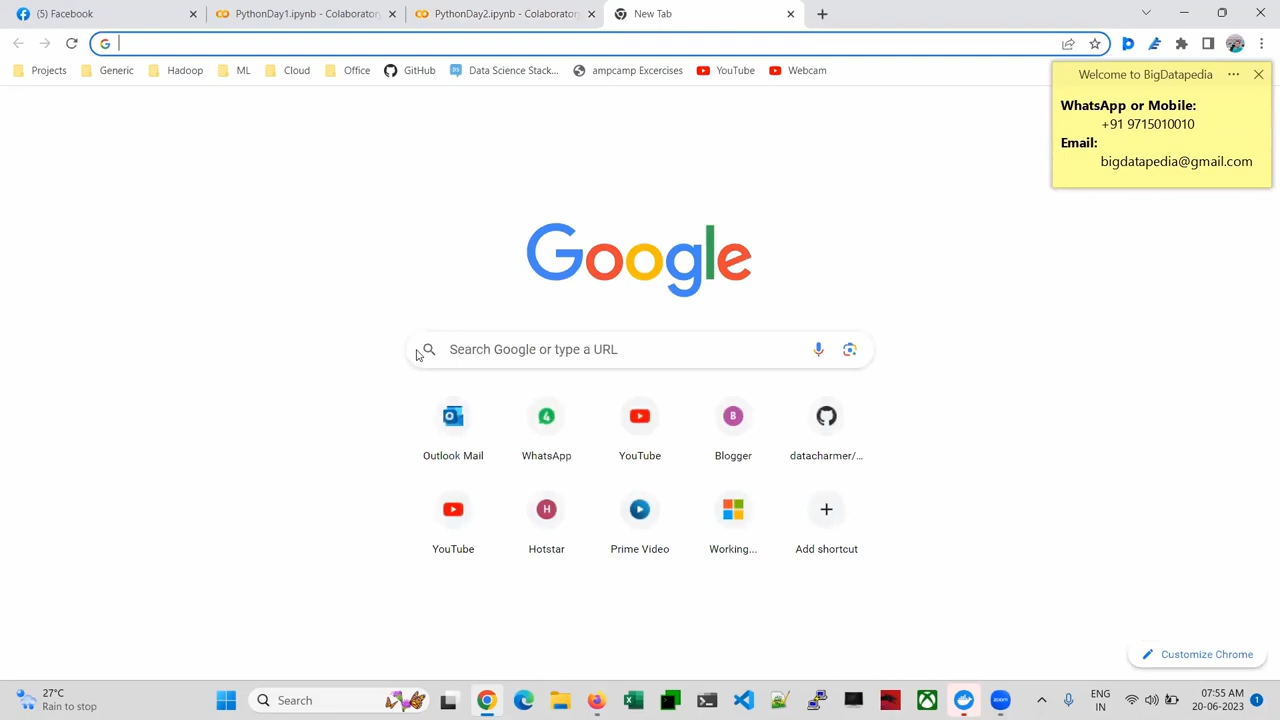 (5) Facebook
PythonDay1.ipynb - Colaboratory
PythonDay2.ipynb - Colaboratory
New Tab
Projects
Generic
Hadoop
ML
Cloud
Office
GitHub
Data Science Stack...
ampcamp Excercises
YouTube
Webcam
Welcome to BigDatapedia
WhatsApp or Mobile:
+91 9715010010
Email:
bigdatapedia@gmail.com
Google
Search Google or type a URL
Outlook Mail
WhatsApp
YouTube
Blogger
datacharmer/...
YouTube
Hotstar
Prime Video
Working...
Add shortcut
Customize Chrome
27°C
Rain to stop
Search
ENG
IN
07:55 AM
20-06-2023